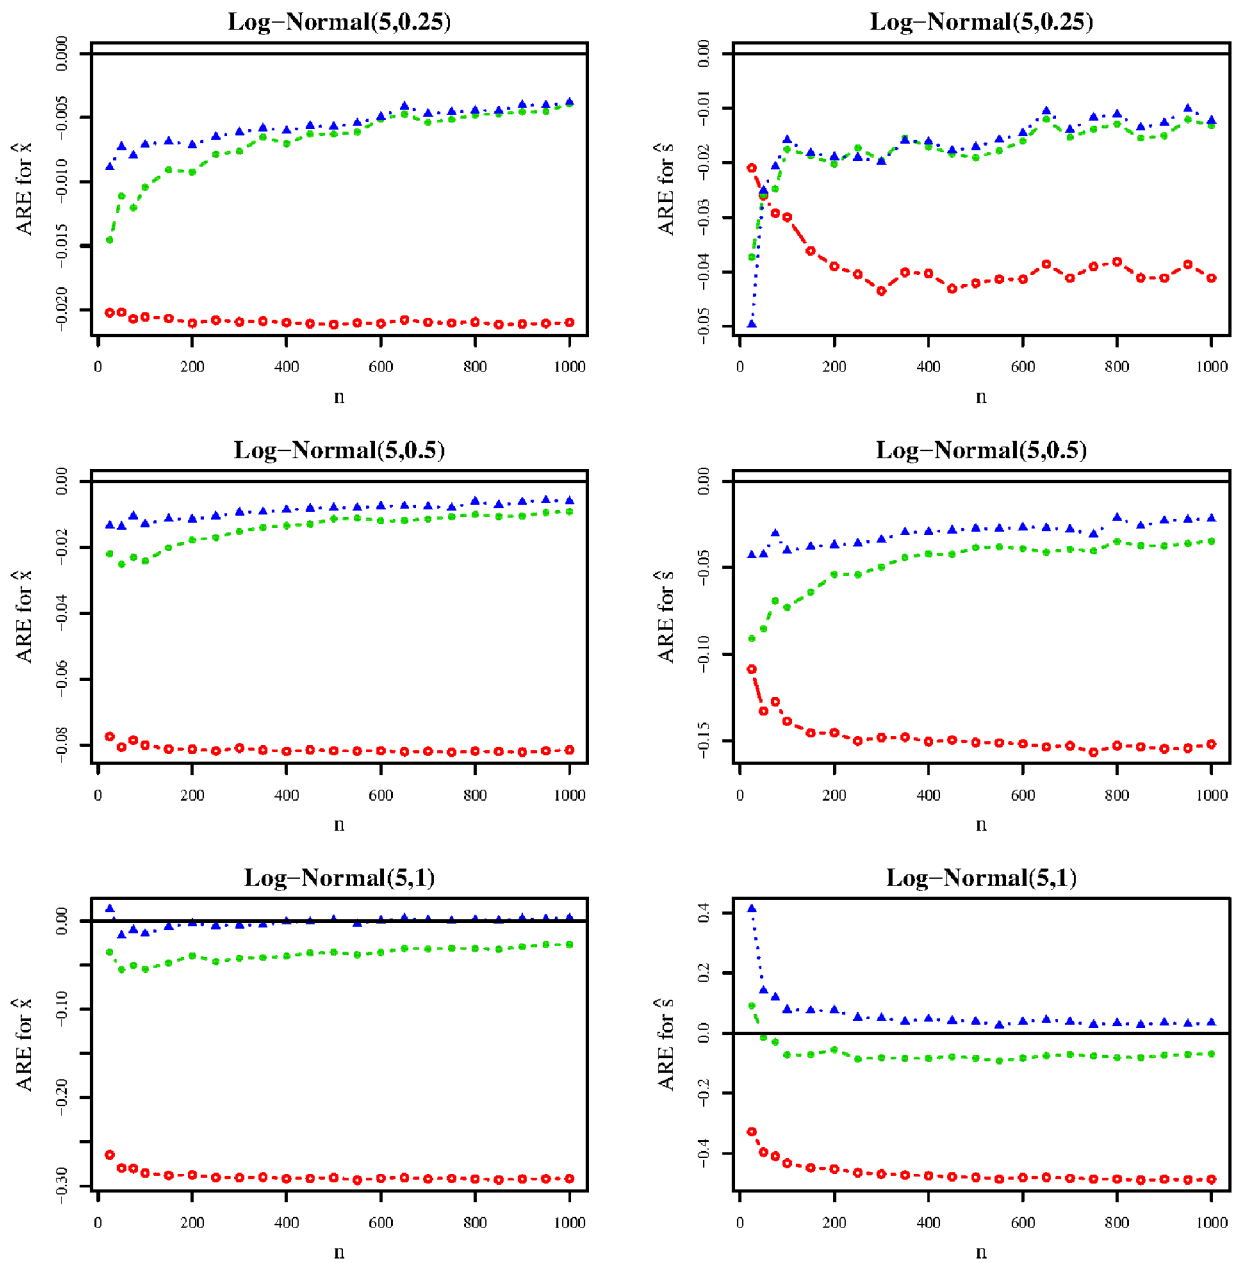 Log−Normal(5,0.25)
ARE for x̂
0.000
−0.005
−0.010
−0.015
−0.020
0 200 400 600 800 1000
n
Log−Normal(5,0.25)
ARE for ŝ
−0.01
−0.02
−0.03
−0.04
−0.05
0 200 400 600 800 1000
n
Log−Normal(5,0.5)
ARE for x̂
0.00
−0.02
−0.04
−0.06
−0.08
0 200 400 600 800 1000
n
Log−Normal(5,0.5)
ARE for ŝ
0.00
−0.05
−0.10
−0.15
0 200 400 600 800 1000
n
Log−Normal(5,1)
ARE for x̂
0.00
−0.10
−0.20
−0.30
0 200 400 600 800 1000
n
Log−Normal(5,1)
ARE for ŝ
0.4
0.2
0.0
−0.2
−0.4
0 200 400 600 800 1000
n